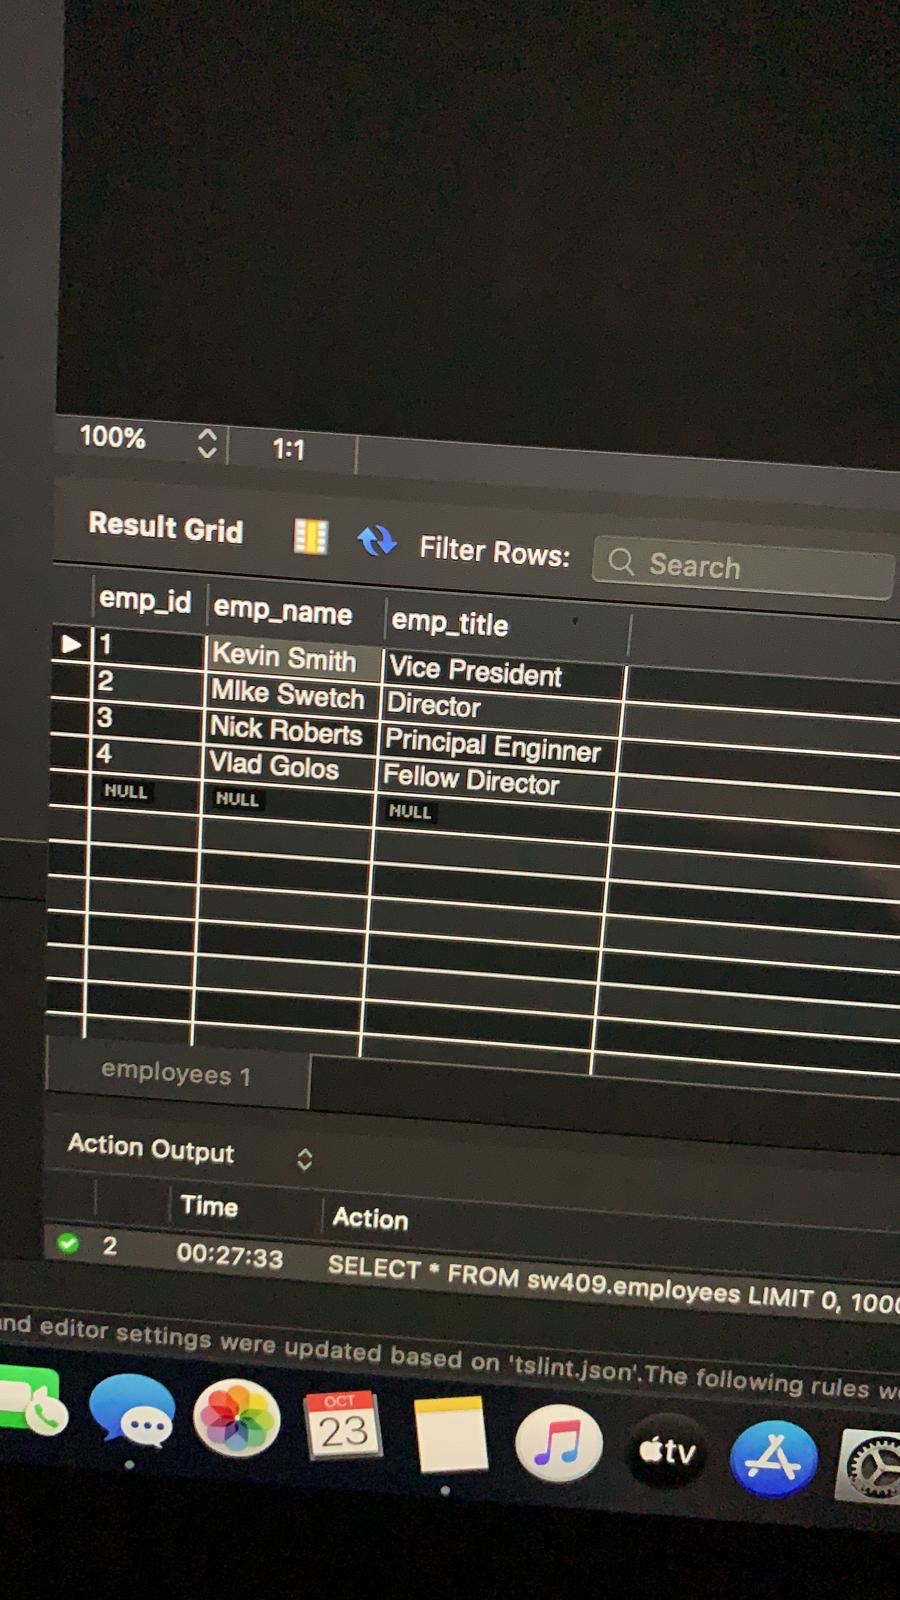 100% 1:1
Result Grid Filter Rows: Search
emp_id emp_name emp_title
1 Kevin Smith Vice President
2 MIke Swetch Director
3 Nick Roberts Principal Enginner
4 Vlad Golos Fellow Director
NULL NULL NULL
employees 1
Action Output
Time Action
2 00:27:33 SELECT * FROM sw409.employees LIMIT 0, 100
and editor settings were updated based on 'tslint.json'.The following rules
OCT
23
tv